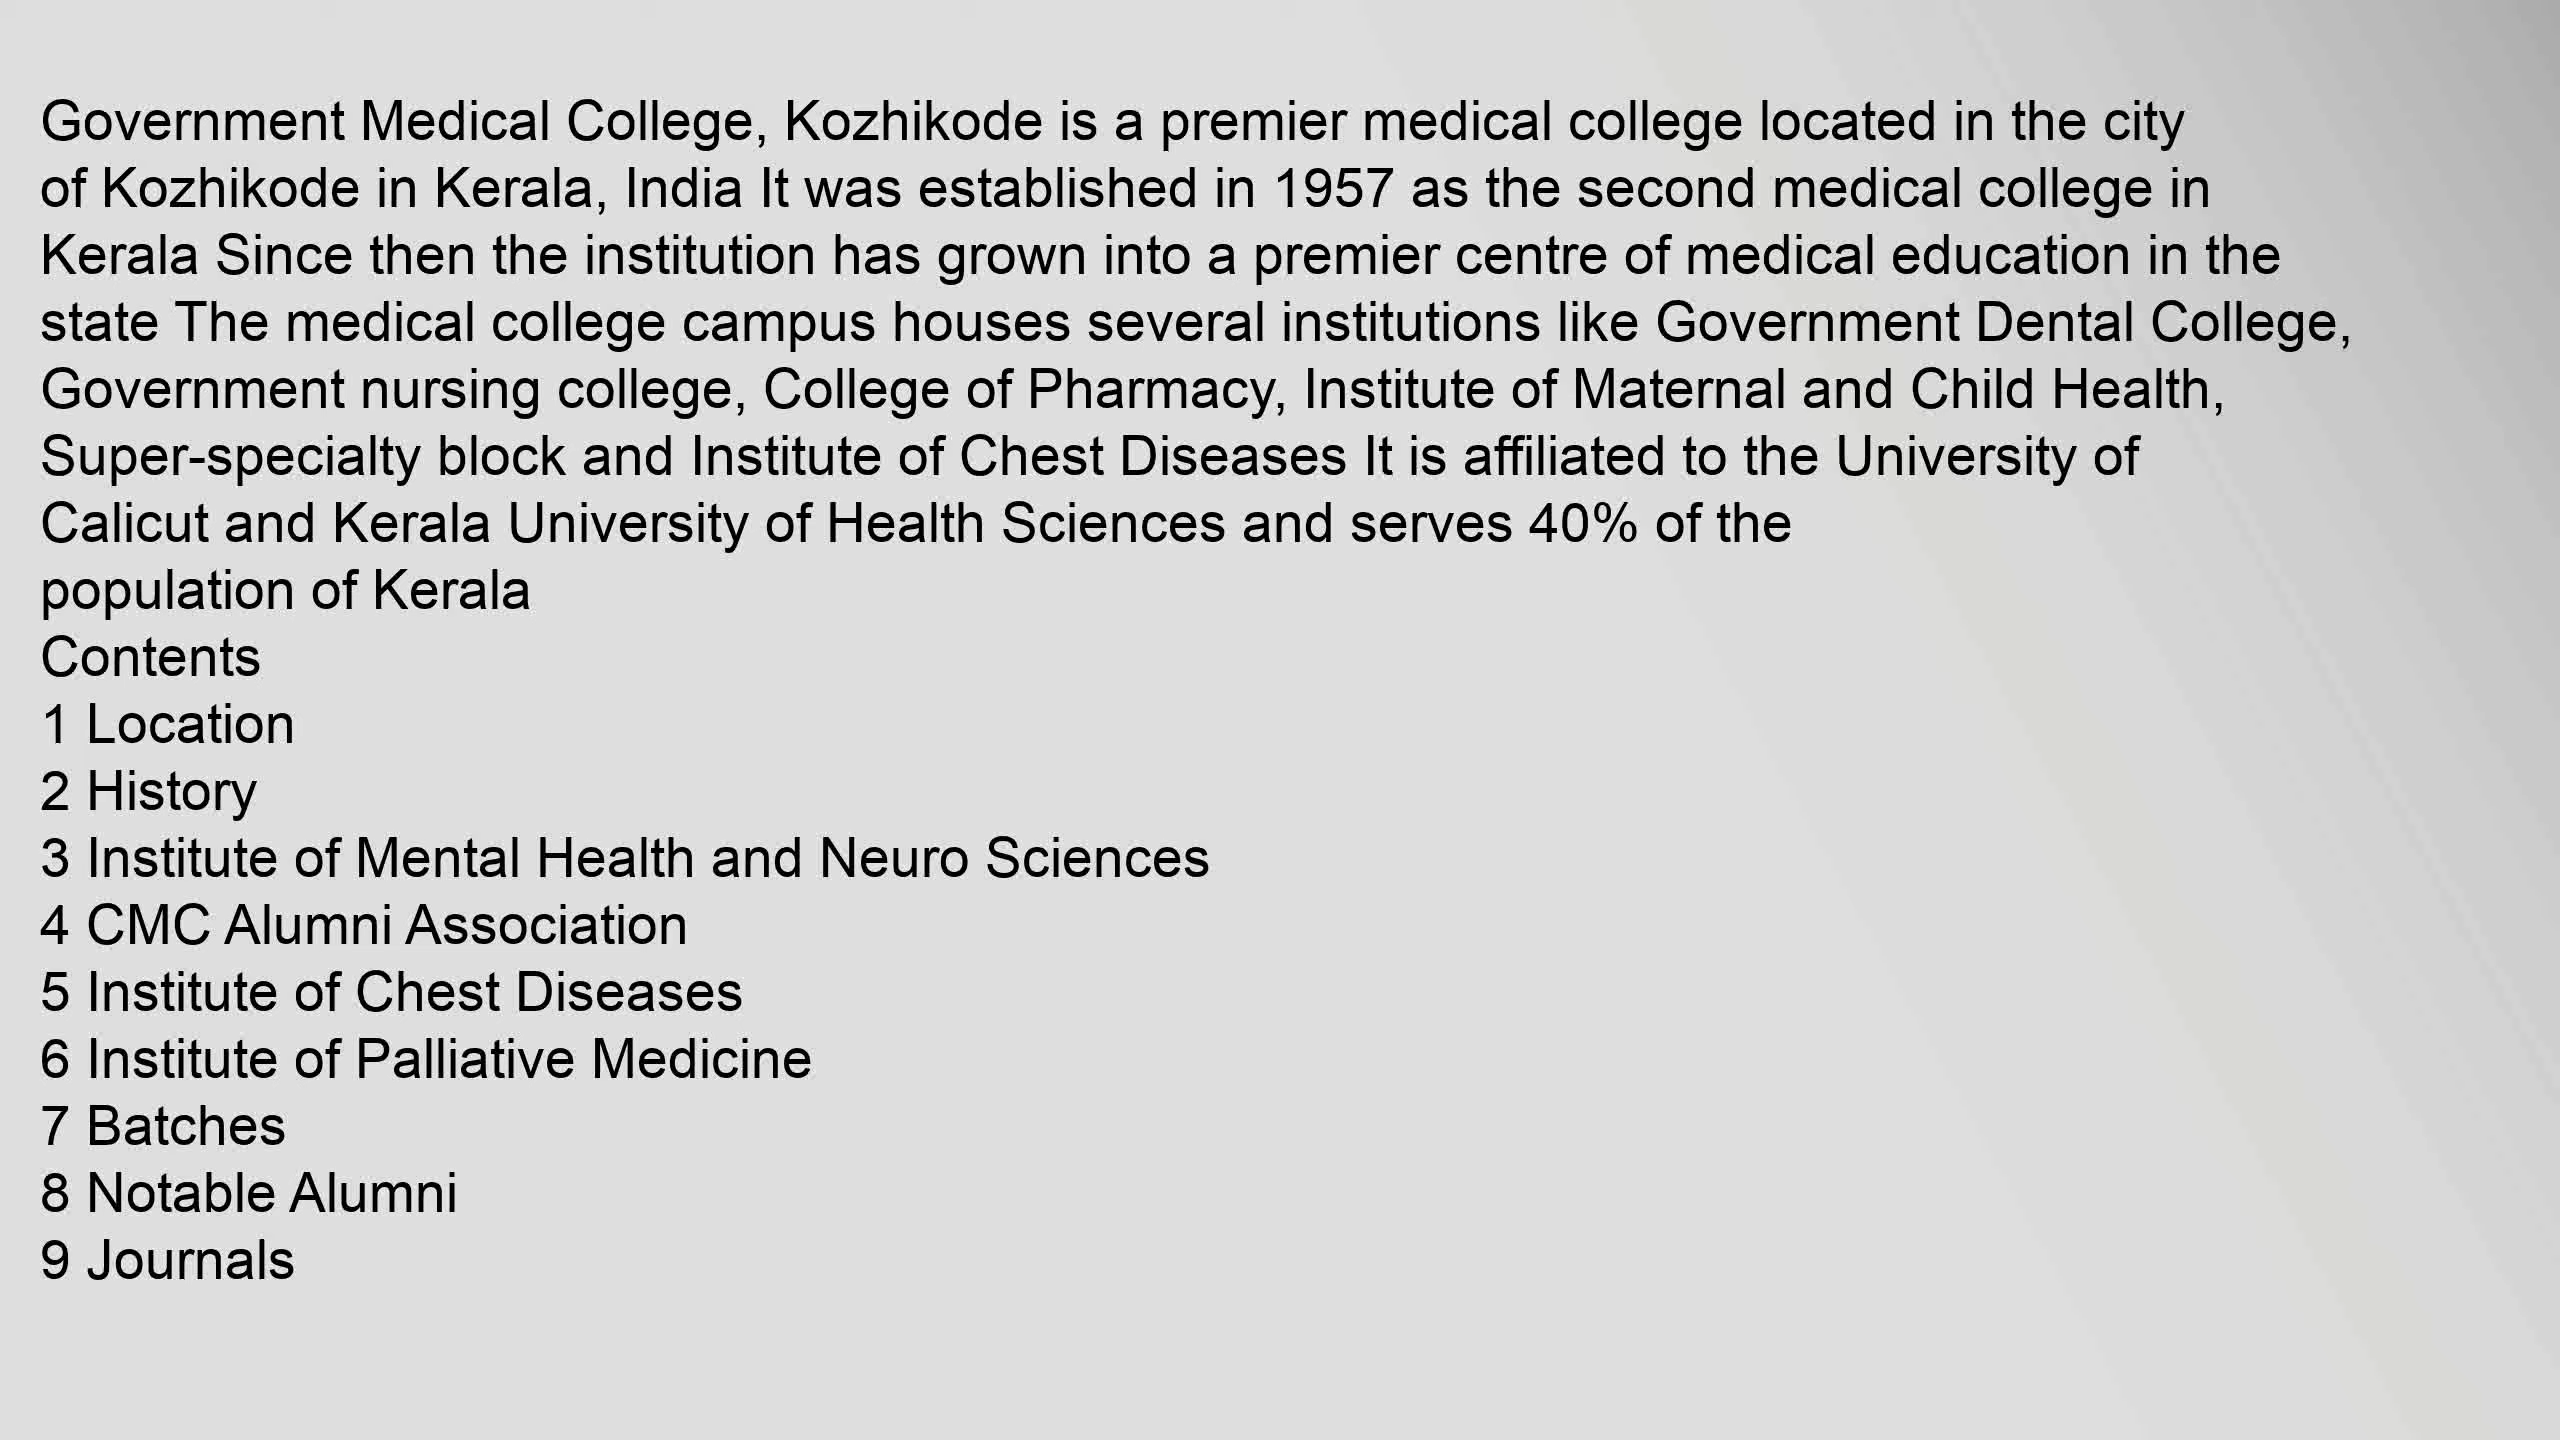 Government Medical College, Kozhikode is a premier medical college located in the city
of Kozhikode in Kerala, India It was established in 1957 as the second medical college in
Kerala Since then the institution has grown into a premier centre of medical education in the
state The medical college campus houses several institutions like Government Dental College,
Government nursing college, College of Pharmacy, Institute of Maternal and Child Health,
Super-specialty block and Institute of Chest Diseases It is affiliated to the University of
Calicut and Kerala University of Health Sciences and serves 40% of the
population of Kerala
Contents
1 Location
2 History
3 Institute of Mental Health and Neuro Sciences
4 CMC Alumni Association
5 Institute of Chest Diseases
6 Institute of Palliative Medicine
7 Batches
8 Notable Alumni
9 Journals